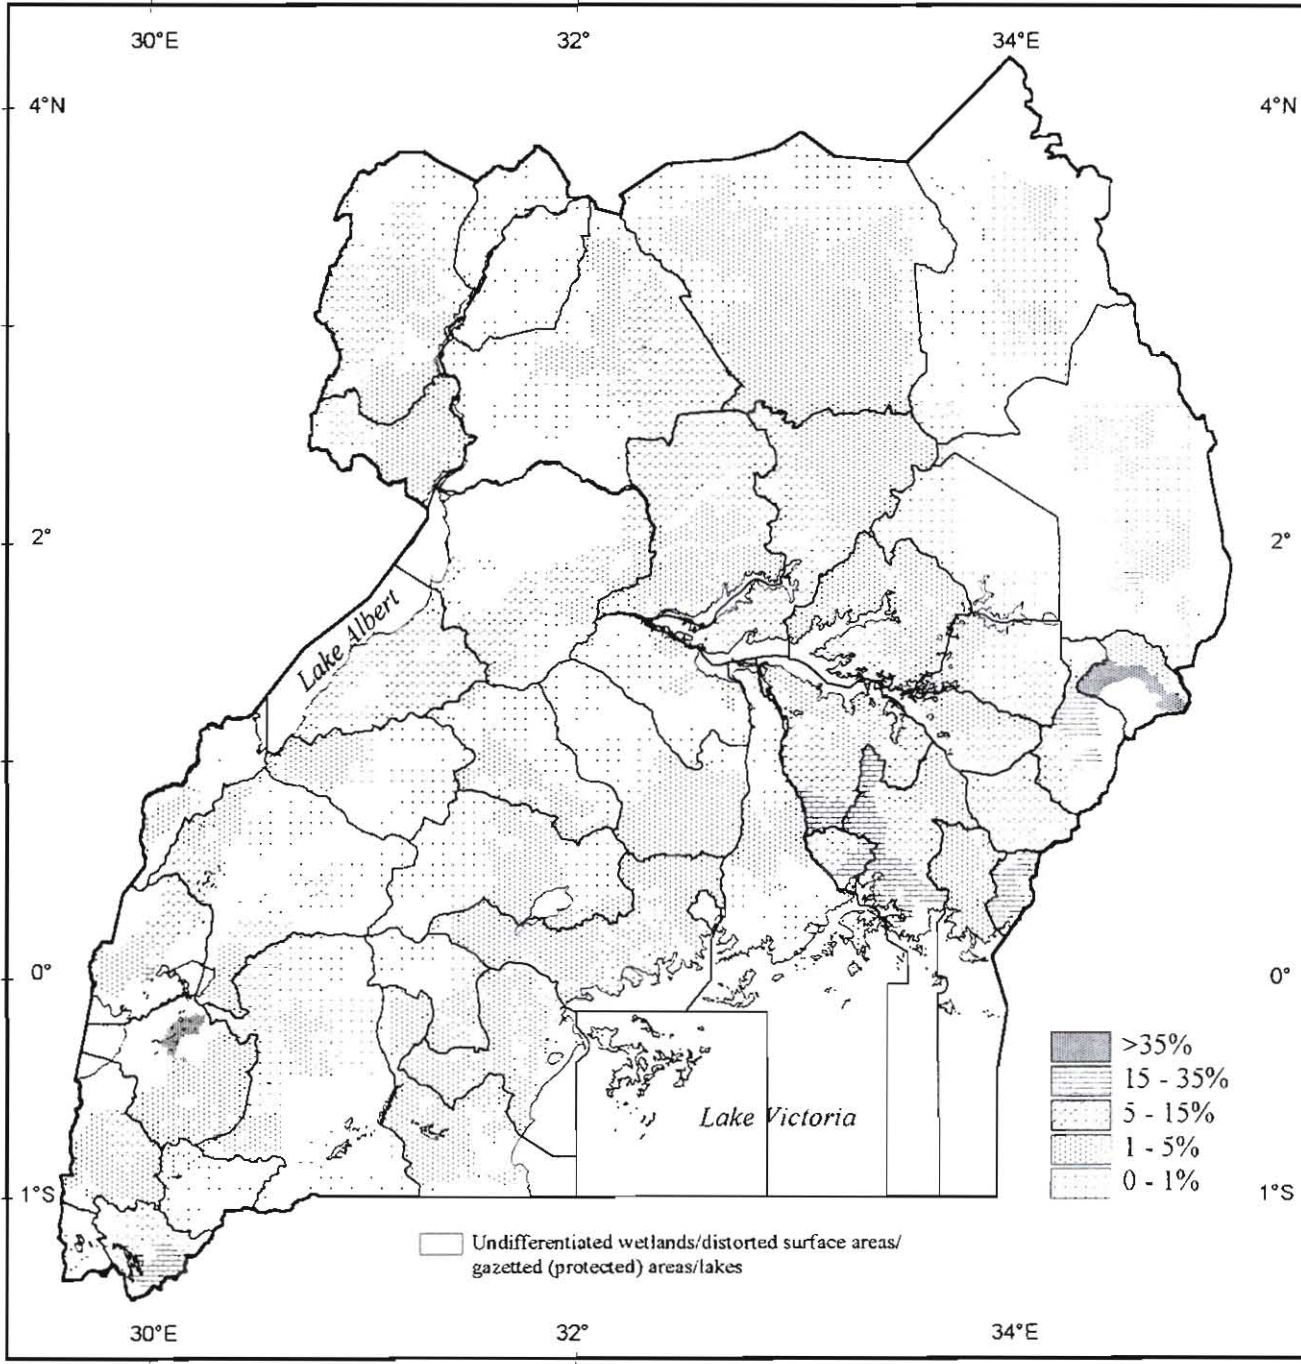 30°E 32° 34°E
4°N 4°N
2° 2°
Lake Albert
0° 0°
>35%
15 - 35%
Lake Victoria
5 - 15%
1 - 5%
0 - 1%
1°S 1°S
Undifferentiated wetlands/distorted surface areas/
gazetted (protected) areas/lakes
30°E 32° 34°E